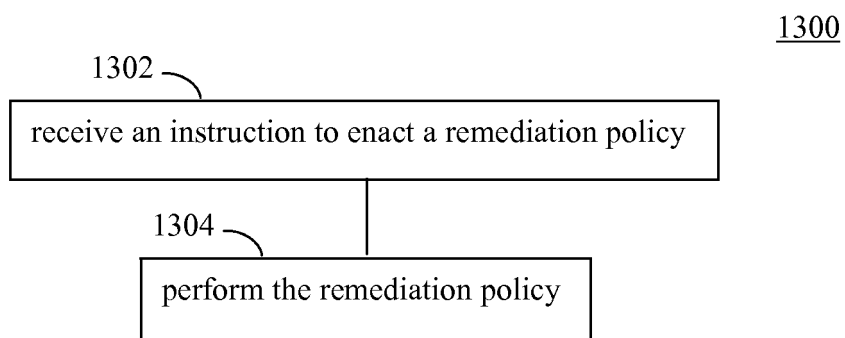 1300
1302
receive an instruction to enact a remediation policy
1304
perform the remediation policy